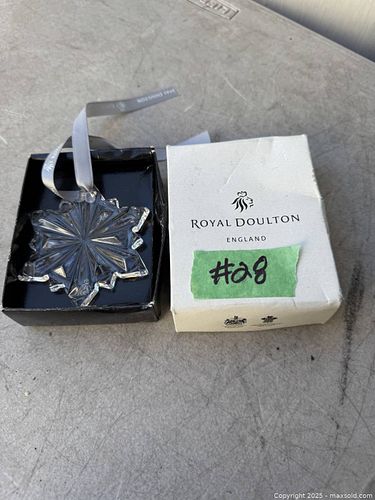 ROYAL DOULTON
ENGLAND
#28
Copyright 2025 - maxsold.com